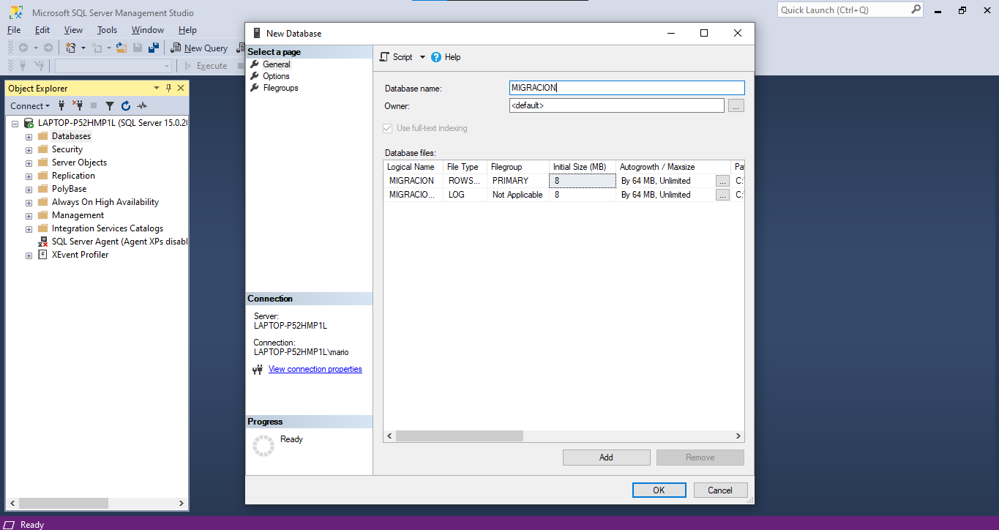 Microsoft SQL Server Management Studio
Quick Launch (Ctrl+Q)
File Edit View Tools Window Help
New Query
Execute
Object Explorer
Connect
LAPTOP-P52HMP1L (SQL Server 15.0.20
Databases
Security
Server Objects
Replication
PolyBase
Always On High Availability
Management
Integration Services Catalogs
SQL Server Agent (Agent XPs disabl
XEvent Profiler
New Database
Select a page
General
Options
Filegroups
Connection
Server:
LAPTOP-P52HMP1L
Connection:
LAPTOP-P52HMP1L\mario
View connection properties
Progress
Ready
Script Help
Database name: MIGRACION
Owner: <default> ...
Use full-text indexing
Database files:
Logical Name File Type Filegroup Initial Size (MB) Autogrowth / Maxsize Pa
MIGRACION ROWS... PRIMARY 8 By 64 MB, Unlimited ... C:\
MIGRACIO... LOG Not Applicable 8 By 64 MB, Unlimited ... C:\
Add Remove
OK Cancel
Ready